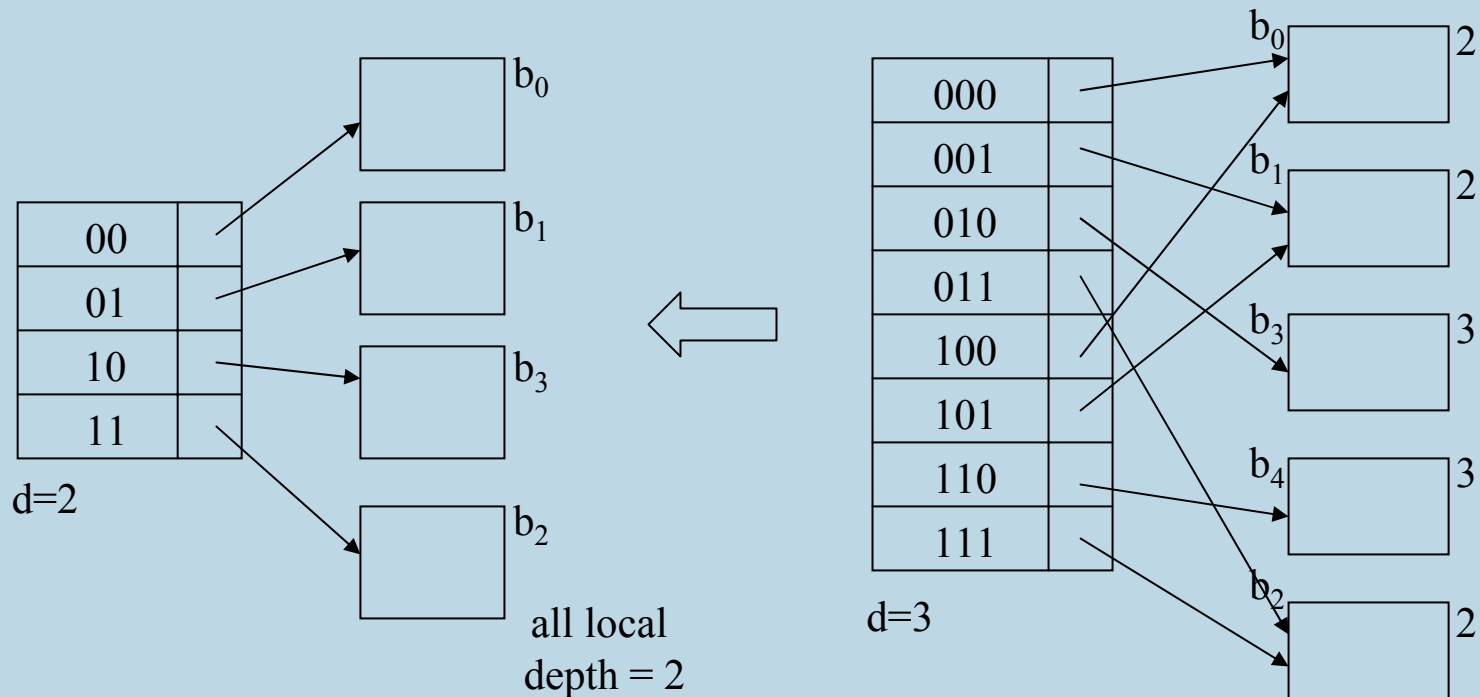 00
01
10
11
d=2
b₀
b₁
b₃
b₂
all local
depth = 2
000
001
010
011
100
101
110
111
d=3
b₀ 2
b₁ 2
b₃ 3
b₄ 3
b₂ 2